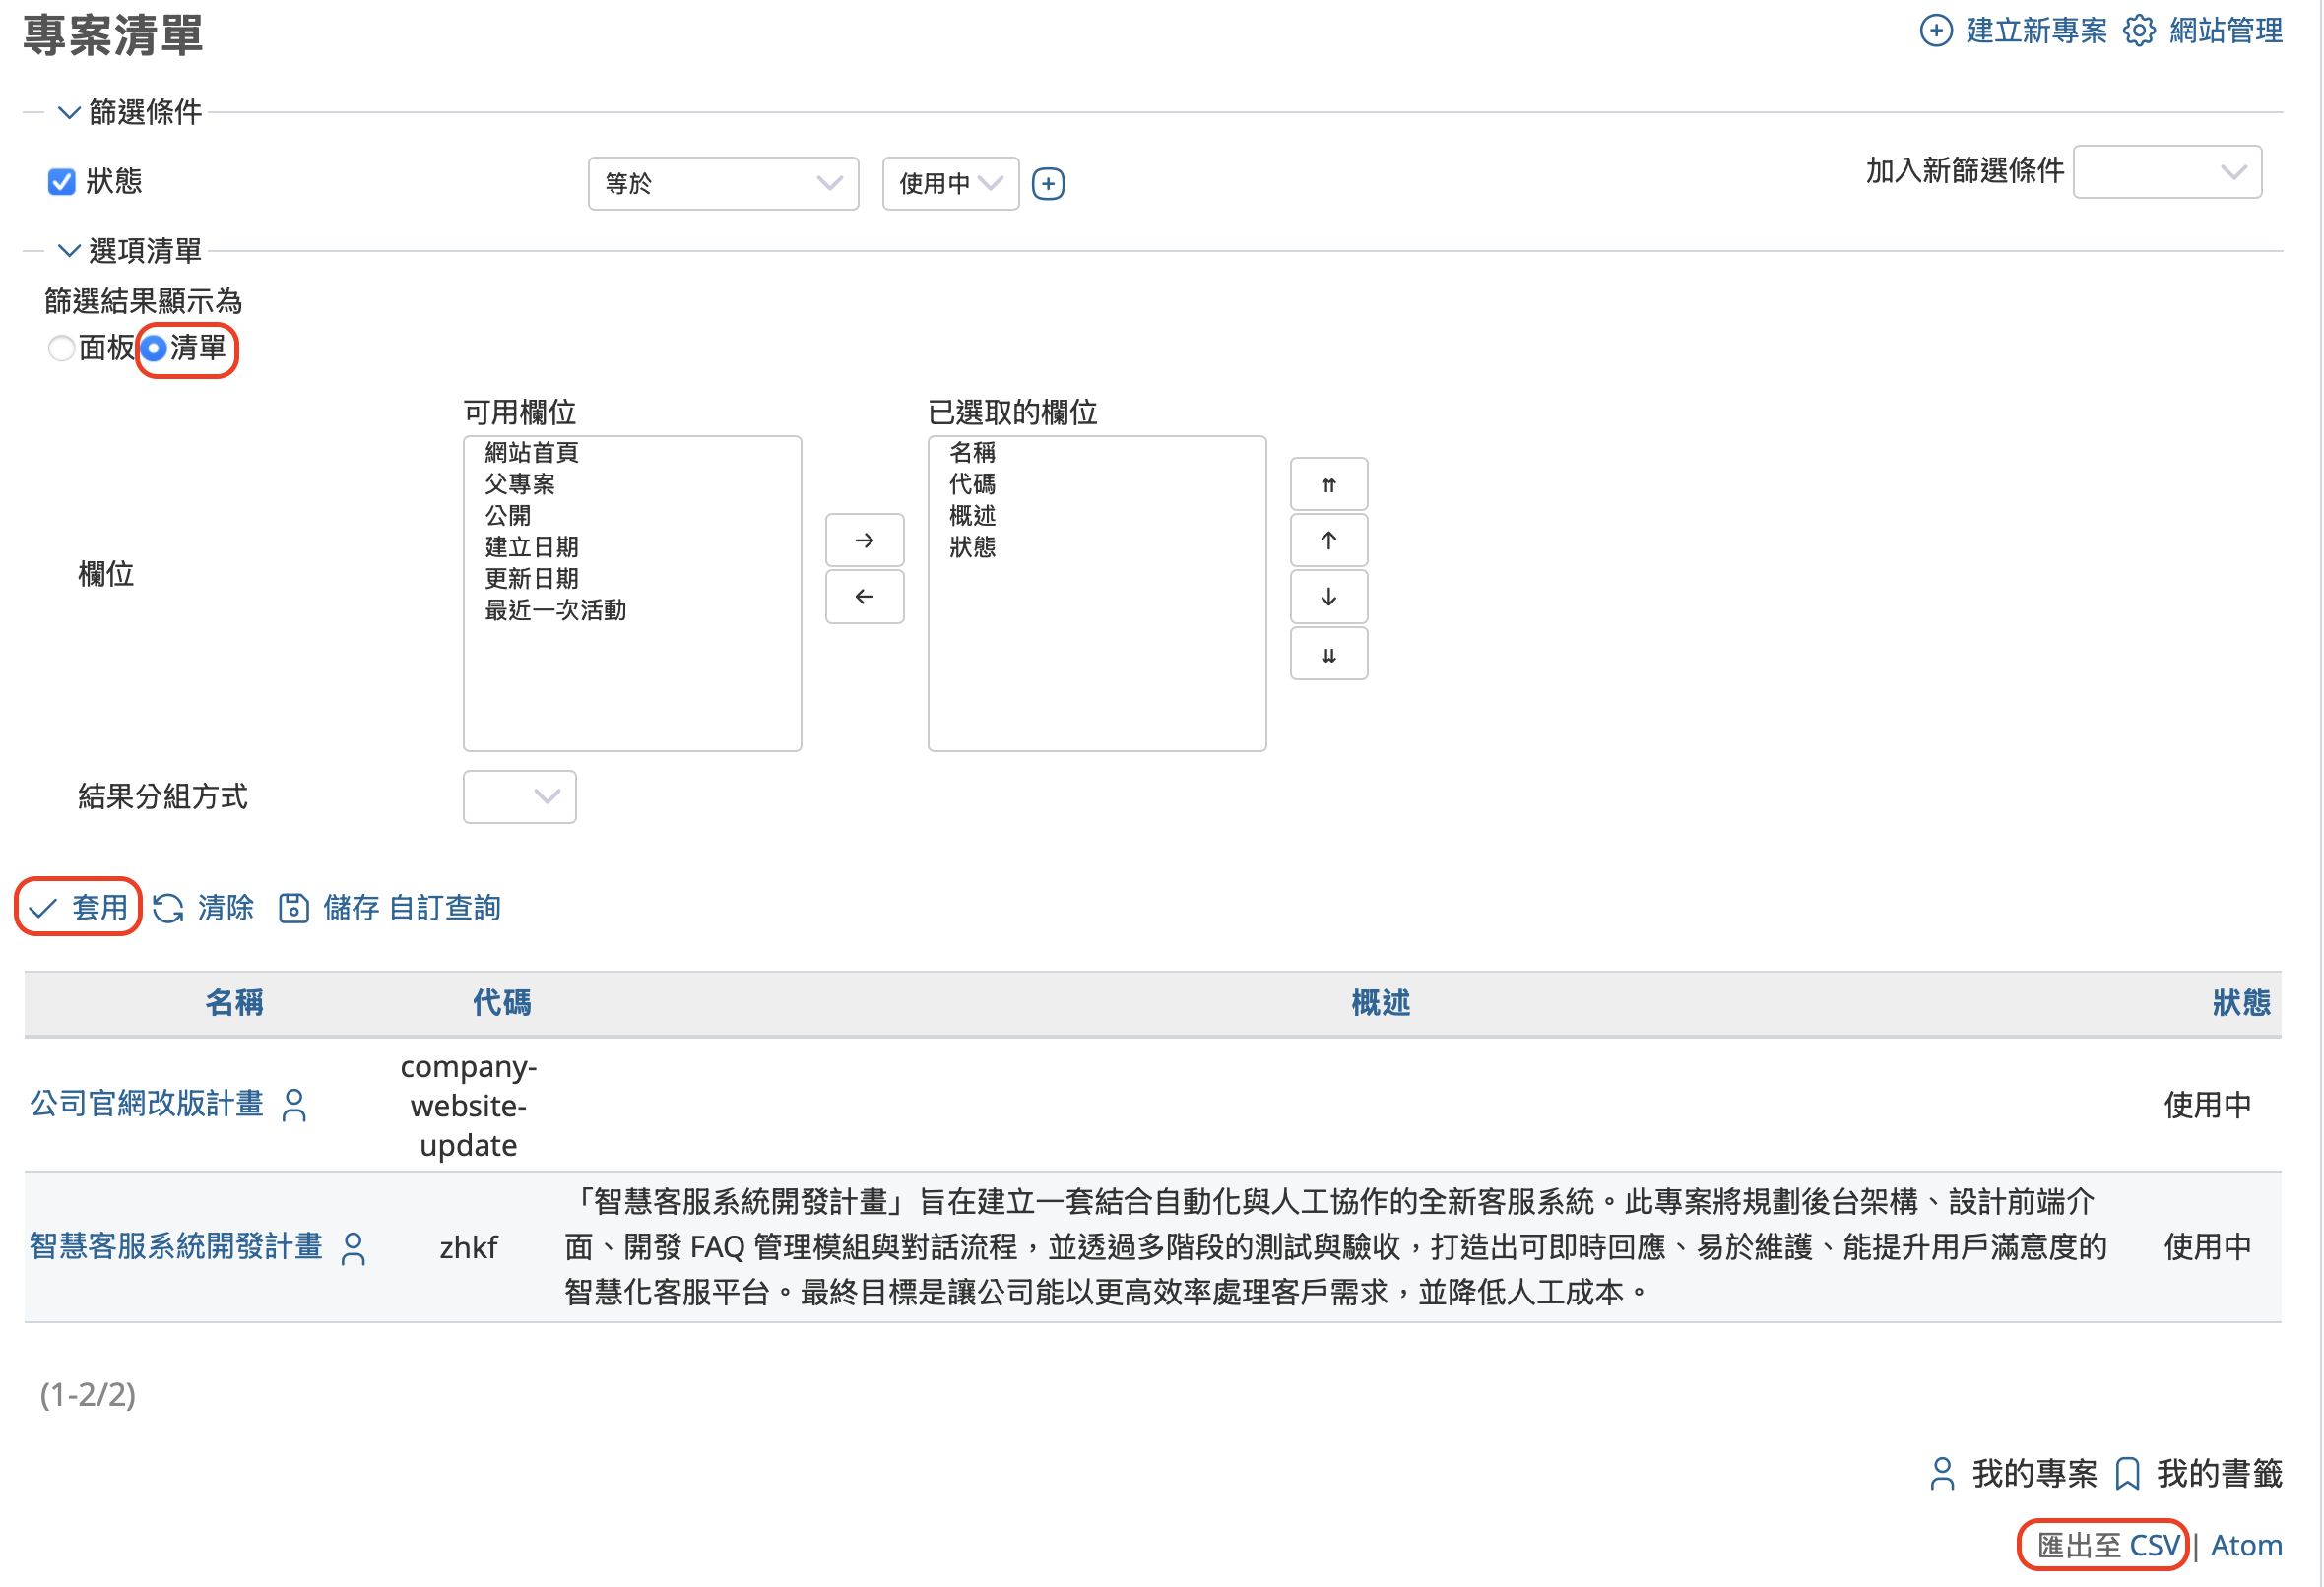 專案清單
建立新專案 網站管理
篩選條件
狀態 等於 使用中 加入新篩選條件
選項清單
篩選結果顯示為
面板 清單
可用欄位 已選取的欄位
網站首頁 名稱
父專案 代碼
公開 概述
建立日期 狀態
更新日期
最近一次活動
欄位
結果分組方式
套用 清除 儲存 自訂查詢
名稱 代碼 概述 狀態
公司官網改版計畫 company-website-update 使用中
智慧客服系統開發計畫 zhkf
「智慧客服系統開發計畫」旨在建立一套結合自動化與人工協作的全新客服系統。此專案將規劃後台架構、設計前端介
面、開發 FAQ 管理模組與對話流程，並透過多階段的測試與驗收，打造出可即時回應、易於維護、能提升用戶滿意度的
智慧化客服平台。最終目標是讓公司能以更高效率處理客戶需求，並降低人工成本。
使用中
(1-2/2)
我的專案 我的書籤
匯出至 CSV | Atom